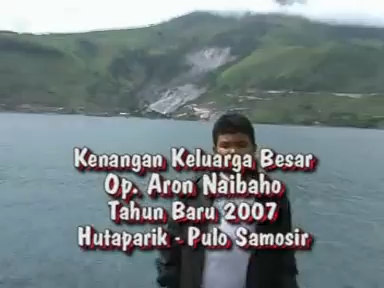 Kenangan Keluarga Besar
Op. Aron Naibaho
Tahun Baru 2007
Hutaparik - Pulo Samosir